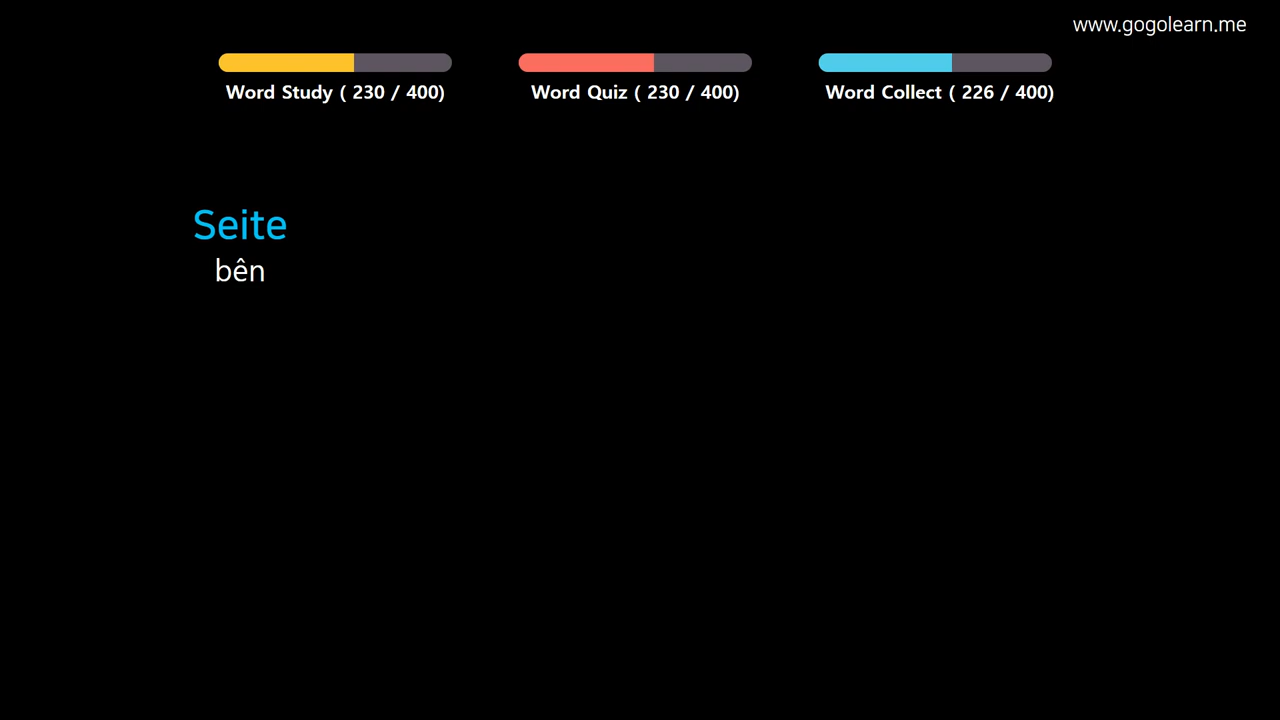 www.gogolearn.me
Word Study ( 230 / 400)
Word Quiz ( 230 / 400)
Word Collect ( 226 / 400)
Seite
bên